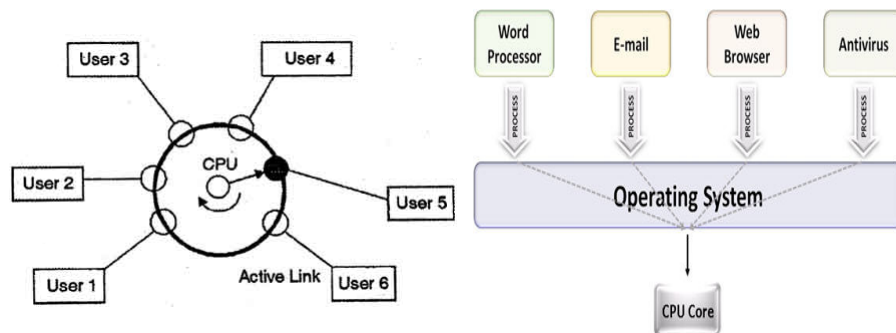 User 3
User 4
CPU
User 2
User 5
User 1
Active Link
User 6
Word
Processor
E-mail
Web
Browser
Antivirus
PROCESS
PROCESS
PROCESS
PROCESS
Operating System
CPU Core